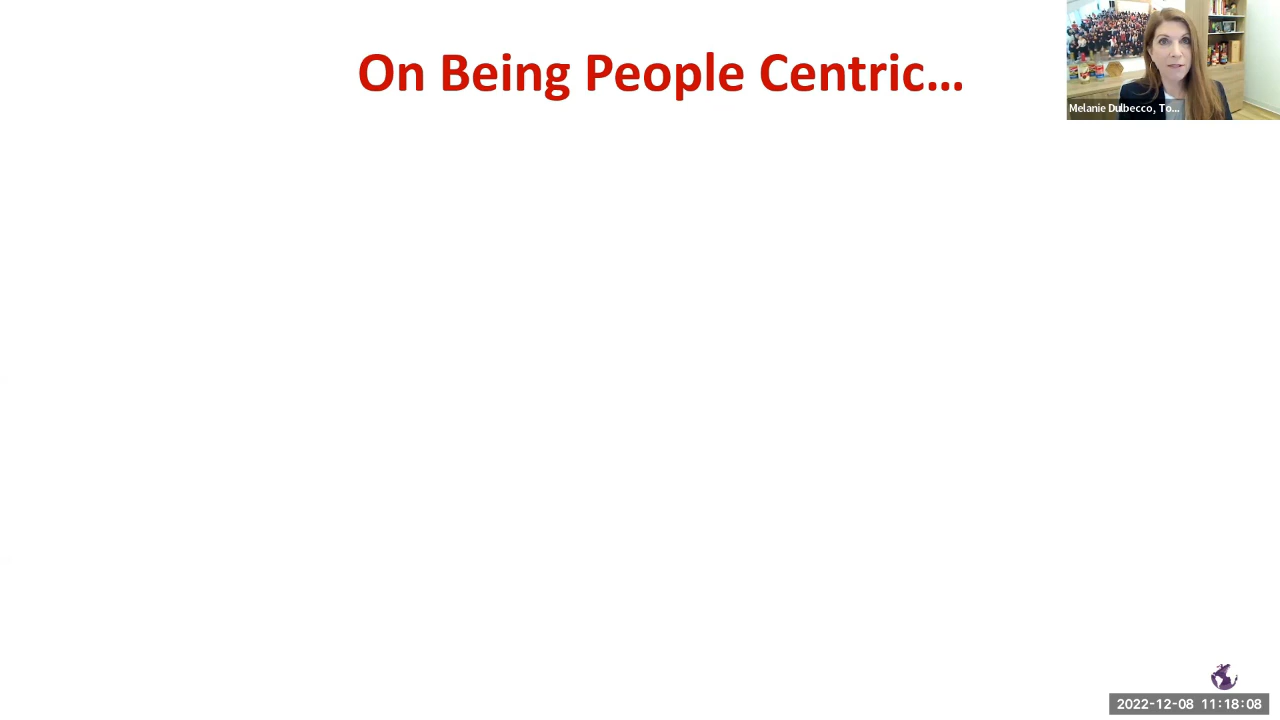 On Being People Centric…
Melanie Dulbecco, To...
2022-12-08 11:18:08